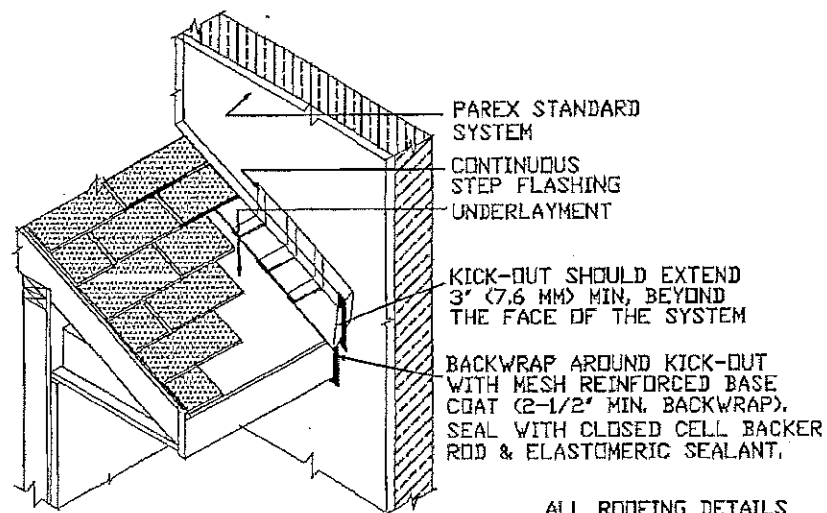 PAREX STANDARD
SYSTEM
CONTINUOUS
STEP FLASHING
UNDERLAYMENT
KICK-OUT SHOULD EXTEND
3" (7.6 MM) MIN. BEYOND
THE FACE OF THE SYSTEM
BACKWRAP AROUND KICK-OUT
WITH MESH REINFORCED BASE
COAT (2-1/2" MIN. BACKWRAP).
SEAL WITH CLOSED CELL BACKER
ROD & ELASTOMERIC SEALANT.
ALL ROOFING DETAILS